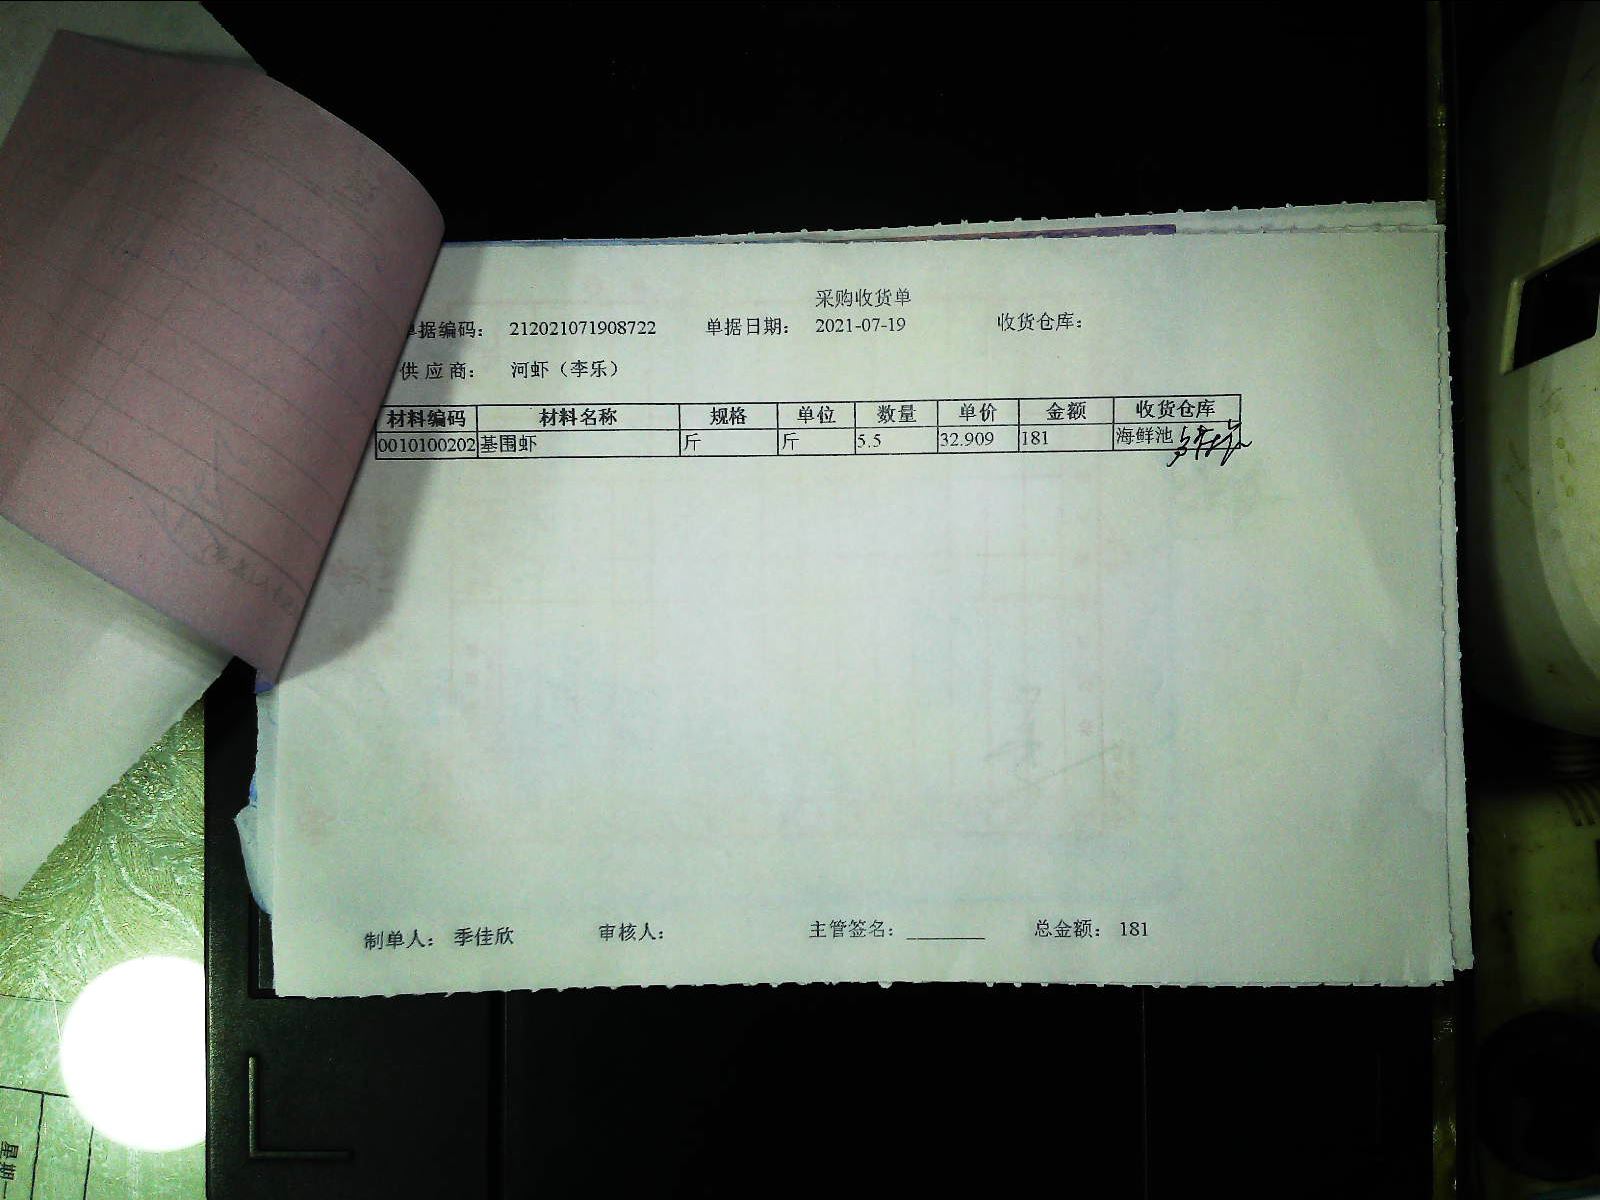 采购收货单
单据编码： 212021071908722 单据日期： 2021-07-19 收货仓库：
供应商： 河虾（李乐）
材料编码 材料名称 规格 单位 数量 单价 金额 收货仓库
0010100202 基围虾 斤 斤 5.5 32.909 181 海鲜池
制单人： 季佳欣 审核人： 主管签名：________ 总金额： 181
星期一